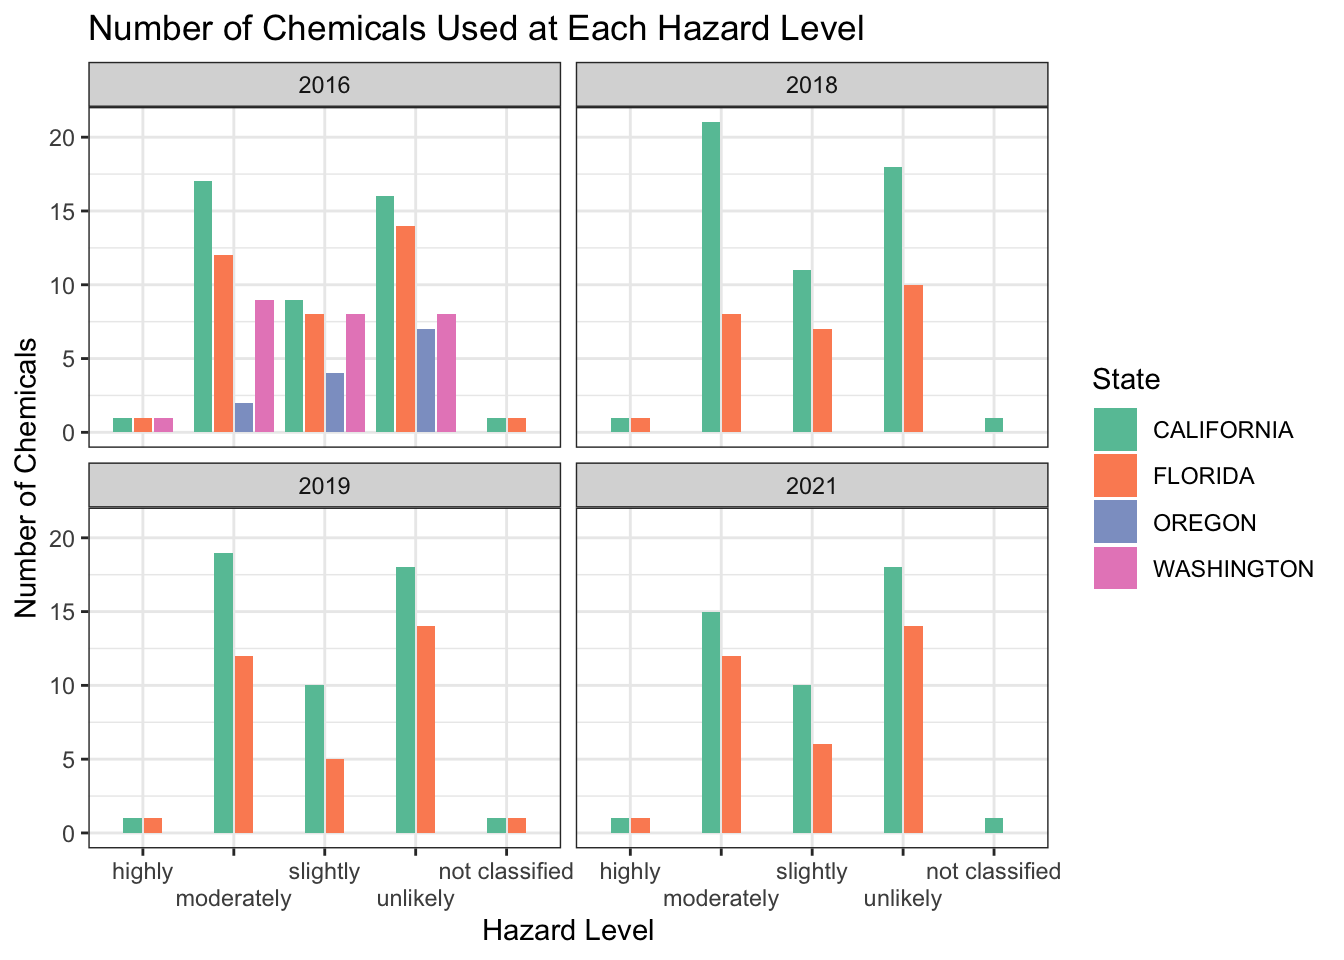 Number of Chemicals Used at Each Hazard Level
2016
2018
20
15
10
5
0
2019
2021
20
15
10
5
0
Number of Chemicals
highly
moderately
slightly
unlikely
not classified
highly
moderately
slightly
unlikely
not classified
Hazard Level
State
CALIFORNIA
FLORIDA
OREGON
WASHINGTON